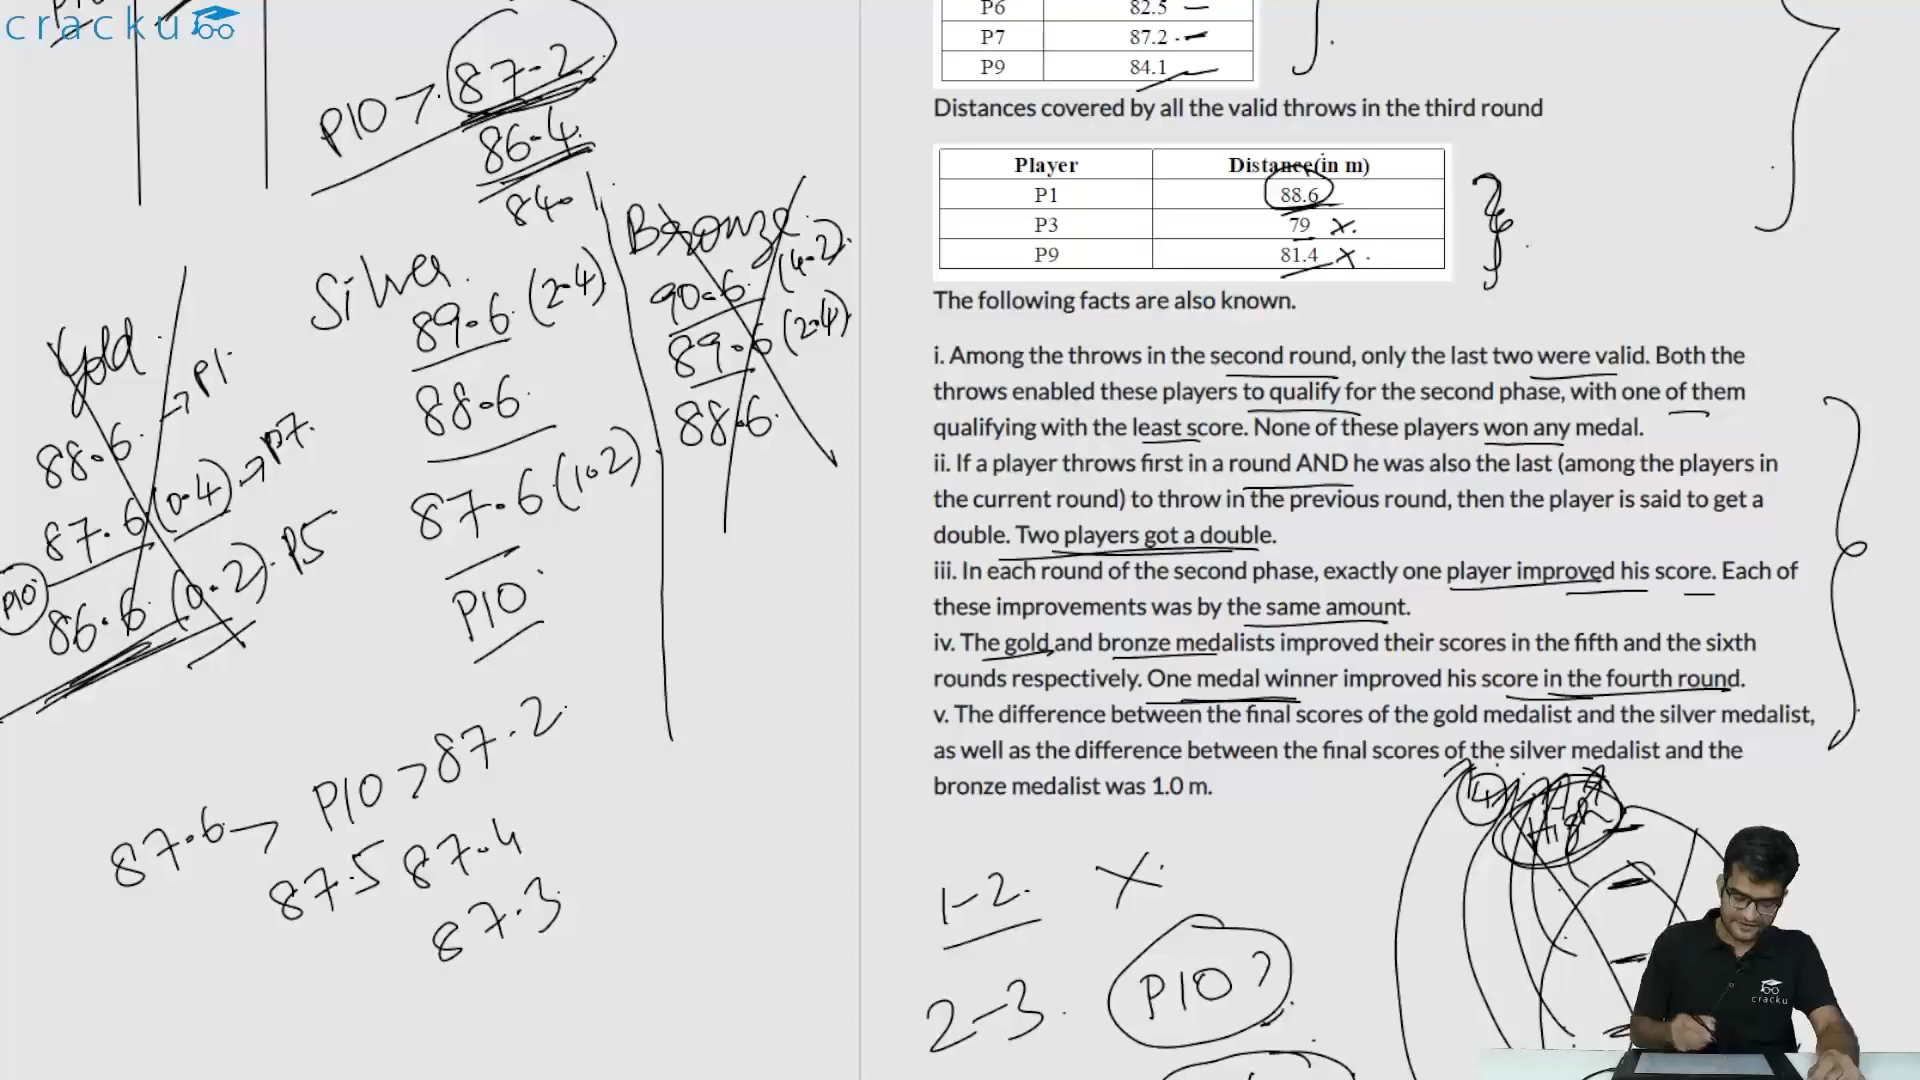 cracku
P10 > 87.2
86.4
84.
Gold
88.6 → P1.
87.6 (0.4) → P7.
P10
86.6 (0.2). P5
Silver
89.6 (2.4)
88.6
87.6 (1.2)
P10
Bronze
90.6 (4.2)
89.6 (2.4)
88.6
87.6 → P10 > 87.2
87.5 87.4
87.3
P6 82.5
P7 87.2
P9 84.1
Distances covered by all the valid throws in the third round
Player Distance(in m)
P1 88.6
P3 79 x.
P9 81.4 x.
The following facts are also known.
i. Among the throws in the second round, only the last two were valid. Both the
throws enabled these players to qualify for the second phase, with one of them
qualifying with the least score. None of these players won any medal.
ii. If a player throws first in a round AND he was also the last (among the players in
the current round) to throw in the previous round, then the player is said to get a
double. Two players got a double.
iii. In each round of the second phase, exactly one player improved his score. Each of
these improvements was by the same amount.
iv. The gold and bronze medalists improved their scores in the fifth and the sixth
rounds respectively. One medal winner improved his score in the fourth round.
v. The difference between the final scores of the gold medalist and the silver medalist,
as well as the difference between the final scores of the silver medalist and the
bronze medalist was 1.0 m.
1-2. X.
2-3. P10 ?
cracku